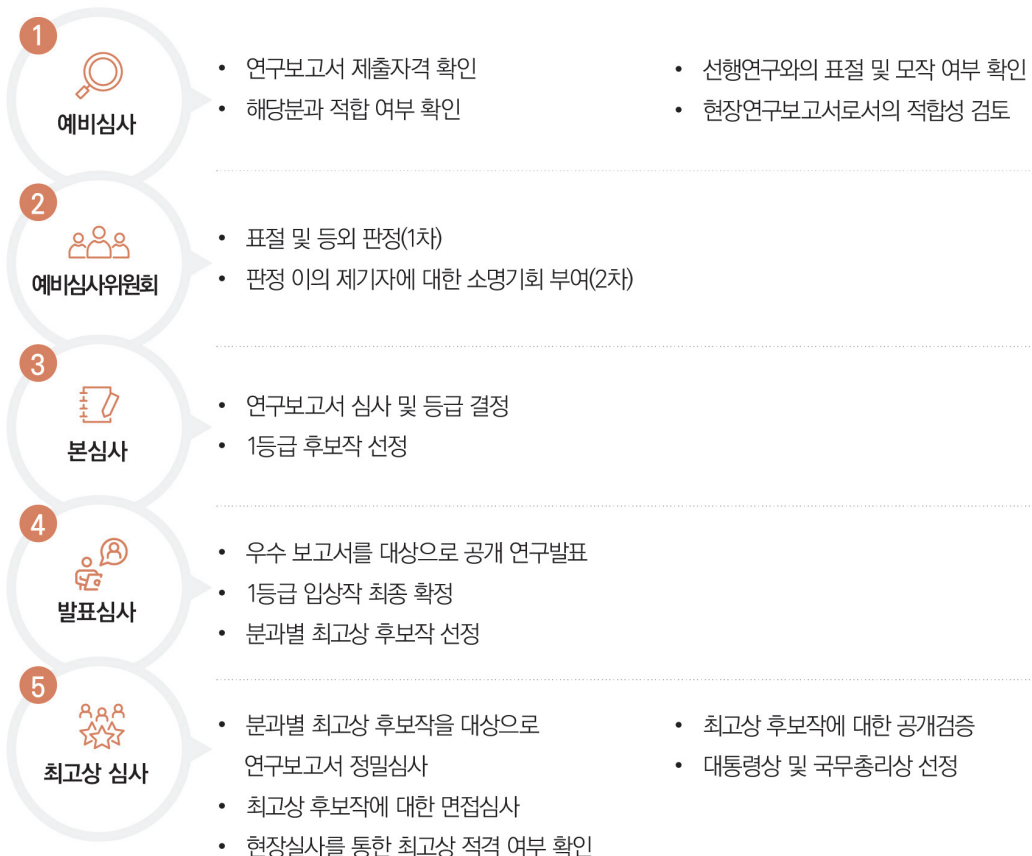 1
예비심사
• 연구보고서 제출자격 확인
• 해당분과 적합 여부 확인
• 선행연구와의 표절 및 모작 여부 확인
• 현장연구보고서로서의 적합성 검토
2
예비심사위원회
• 표절 및 등외 판정(1차)
• 판정 이의 제기자에 대한 소명기회 부여(2차)
3
본심사
• 연구보고서 심사 및 등급 결정
• 1등급 후보작 선정
4
발표심사
• 우수 보고서를 대상으로 공개 연구발표
• 1등급 입상작 최종 확정
• 분과별 최고상 후보작 선정
5
최고상 심사
• 분과별 최고상 후보작을 대상으로
연구보고서 정밀심사
• 최고상 후보작에 대한 면접심사
• 현장실사를 통한 최고상 적격 여부 확인
• 최고상 후보작에 대한 공개검증
• 대통령상 및 국무총리상 선정